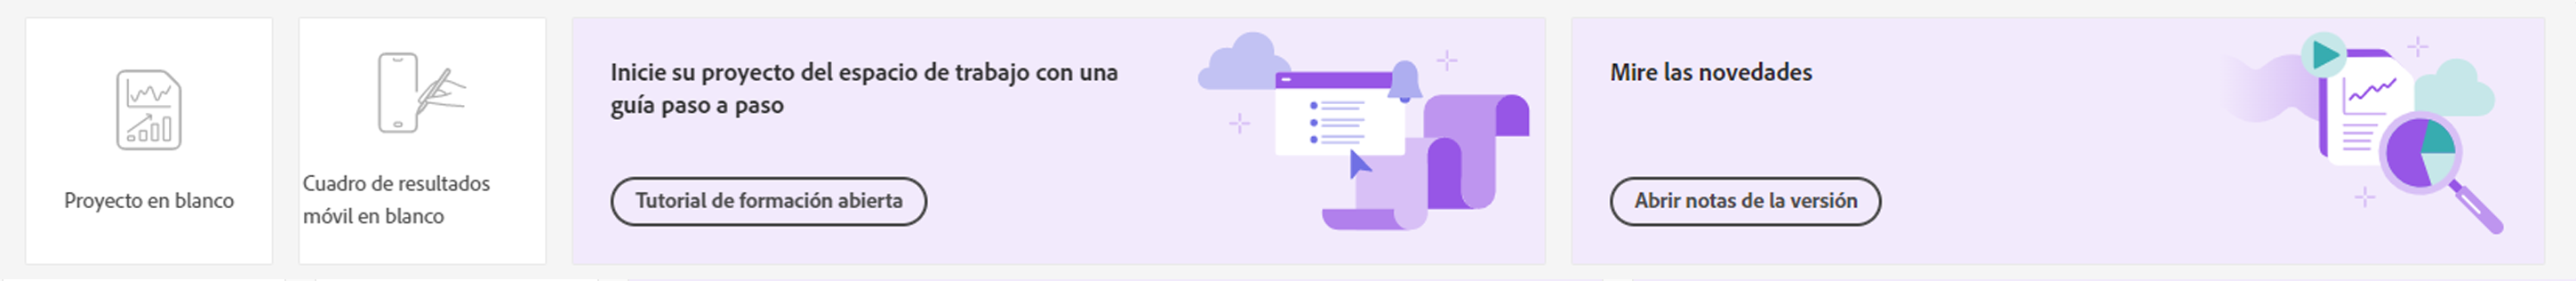 Proyecto en blanco
Cuadro de resultados
móvil en blanco
Inicie su proyecto del espacio de trabajo con una
guía paso a paso
Tutorial de formación abierta
Mire las novedades
Abrir notas de la versión